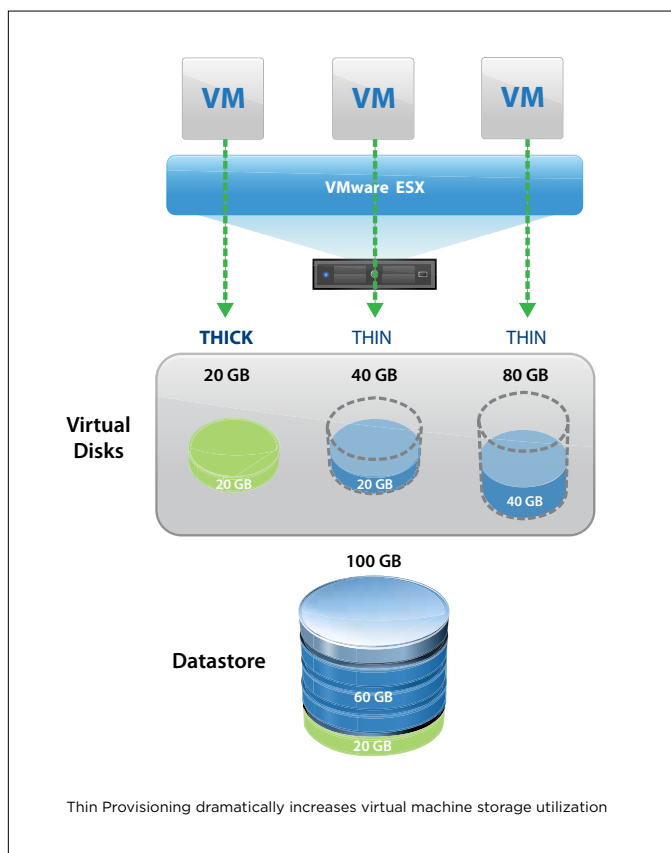 VM VM VM
VMware ESX
THICK THIN THIN
20 GB 40 GB 80 GB
Virtual
Disks
20 GB 20 GB 40 GB
100 GB
Datastore
60 GB
20 GB
Thin Provisioning dramatically increases virtual machine storage utilization